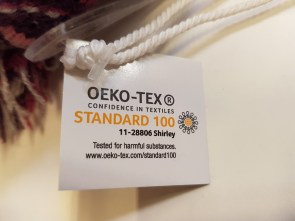 OEKO-TEX®
CONFIDENCE IN TEXTILES
STANDARD 100
11-28806 Shirley
Tested for harmful substances.
www.oeko-tex.com/standard100